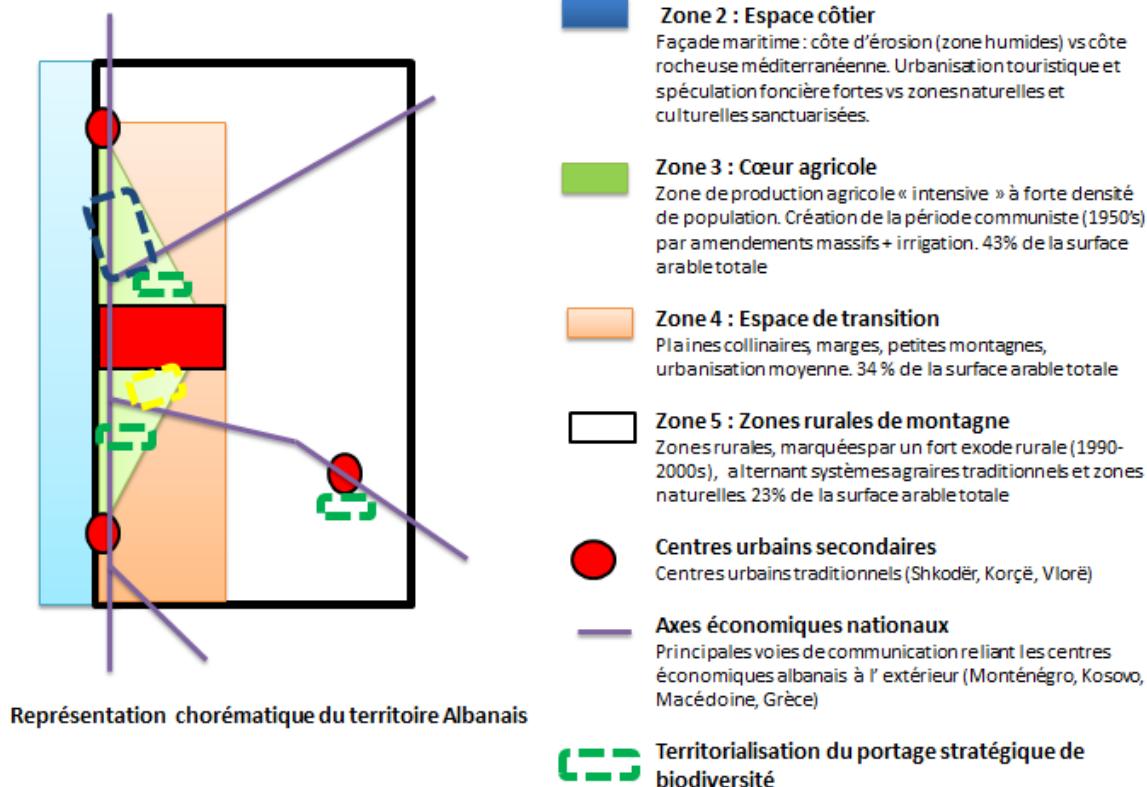 Zone 2 : Espace côtier
Façade maritime : côte d’érosion (zone humides) vs côte
rocheuse méditerranéenne. Urbanisation touristique et
spéculation foncière fortes vs zones naturelles et
culturelles sanctuarisées.
Zone 3 : Cœur agricole
Zone de production agricole « intensive » à forte densité
de population. Création de la période communiste (1950’s)
par amendements massifs + irrigation. 43% de la surface
arable totale
Zone 4 : Espace de transition
Plaines collinaires, marges, petites montagnes,
urbanisation moyenne. 34 % de la surface arable totale
Zone 5 : Zones rurales de montagne
Zones rurales, marquées par un fort exode rurale (1990-
2000s), alternant systèmes agraires traditionnels et zones
naturelles. 23% de la surface arable totale
Centres urbains secondaires
Centres urbains traditionnels (Shkodër, Korçë, Vlorë)
Axes économiques nationaux
Principales voies de communication reliant les centres
économiques albanais à l’ extérieur (Monténégro, Kosovo,
Macédoine, Grèce)
Représentation chorématique du territoire Albanais
Territorialisation du portage stratégique de
biodiversité